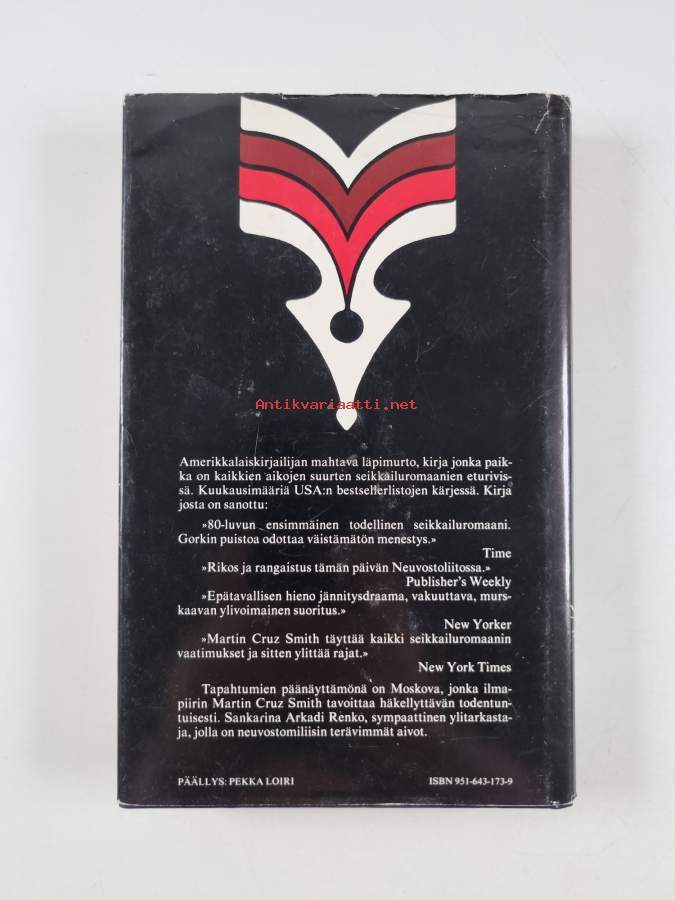 Antikvariaatti.net
Amerikkalaiskirjailijan mahtava läpimurto, kirja jonka paik-
ka on kaikkien aikojen suurten seikkailuromaanien eturivis-
sä. Kuukausimääriä USA:n bestsellerlistojen kärjessä. Kirja
josta on sanottu:
»80-luvun ensimmäinen todellinen seikkailuromaani.
Gorkin puistoa odottaa väistämätön menestys.»
Time
»Rikos ja rangaistus tämän päivän Neuvostoliitossa.»
Publisher's Weekly
»Epätavallisen hieno jännitysdraama, vakuuttava, murs-
kaavan ylivoimainen suoritus.»
New Yorker
»Martin Cruz Smith täyttää kaikki seikkailuromaanin
vaatimukset ja sitten ylittää rajat.»
New York Times
Tapahtumien päänäyttämönä on Moskova, jonka ilma-
piirin Martin Cruz Smith tavoittaa häkellyttävän todentun-
tuisesti. Sankarina Arkadi Renko, sympaattinen ylitarkasta-
ja, jolla on neuvostomiliisin terävimmät aivot.
PÄÄLLYS: PEKKA LOIRI
ISBN 951-643-173-9